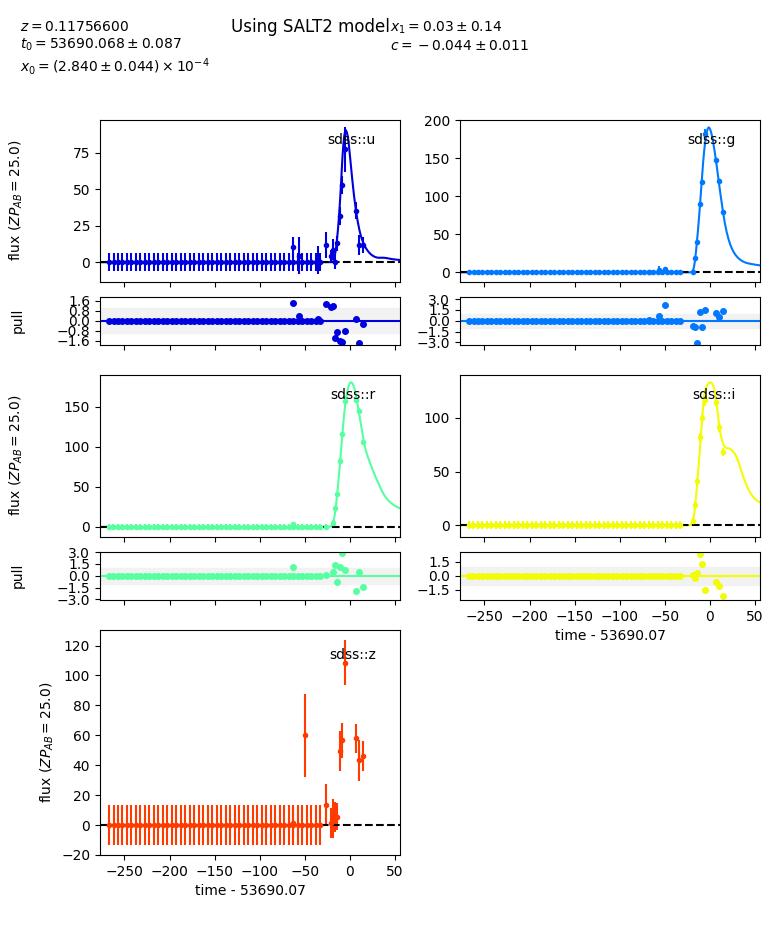 z = 0.11756600
t0 = 53690.068 ± 0.087
x0 = (2.840 ± 0.044) × 10^-4
Using SALT2 model
x1 = 0.03 ± 0.14
c = −0.044 ± 0.011
flux (ZP_AB = 25.0)
75
50
25
0
sdss::u
200
150
100
50
0
sdss::g
pull
1.6
0.8
0.0
−0.8
−1.6
3.0
1.5
0.0
−1.5
−3.0
flux (ZP_AB = 25.0)
150
100
50
0
sdss::r
100
50
0
sdss::i
pull
3.0
1.5
0.0
−1.5
−3.0
1.5
0.0
−1.5
−250 −200 −150 −100 −50 0 50
time - 53690.07
flux (ZP_AB = 25.0)
120
100
80
60
40
20
0
−20
sdss::z
−250 −200 −150 −100 −50 0 50
time - 53690.07